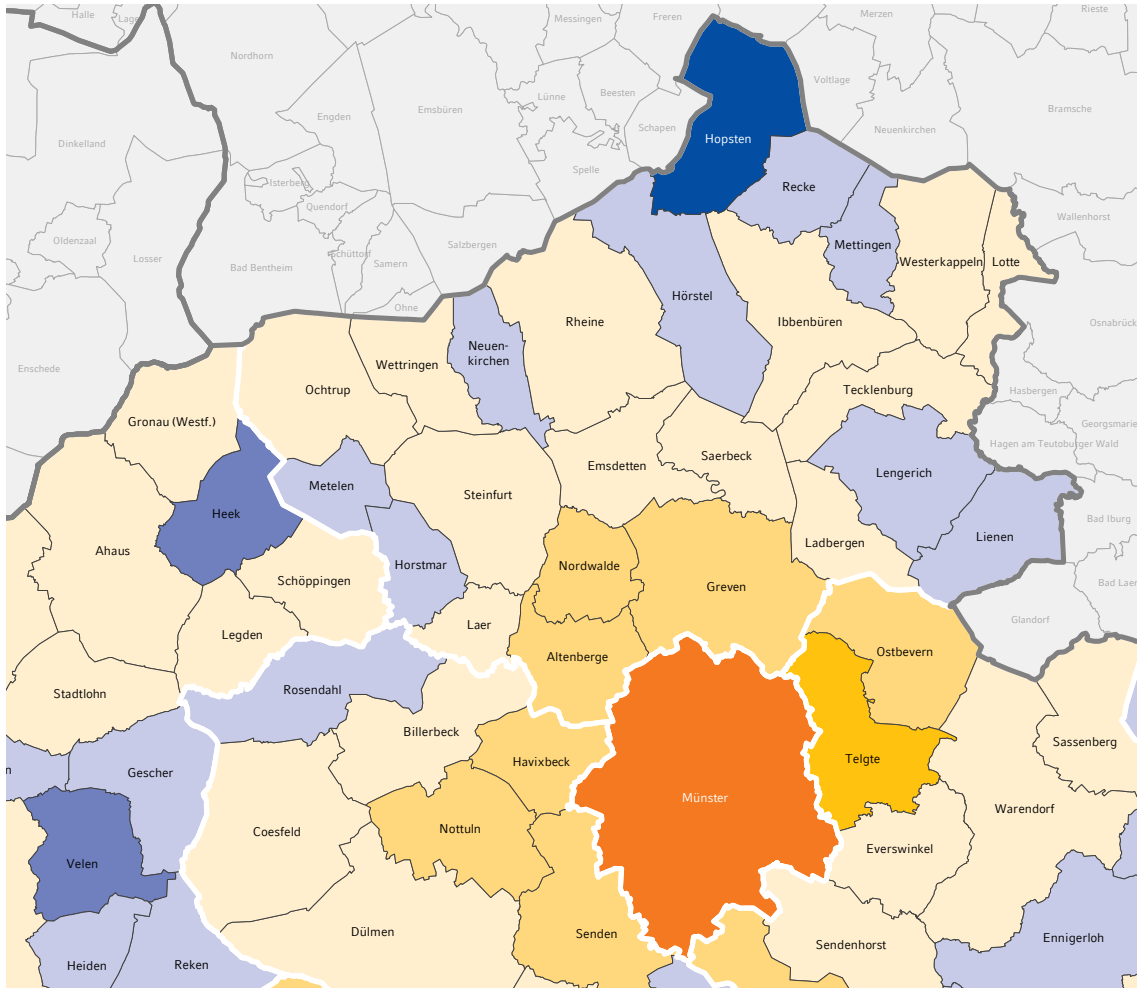 Halle
Lage
Messingen
Freren
Merzen
Rieste
Nordhorn
Lünne
Beesten
Voltlage
Emsbüren
Engden
Bramsche
Schapen
Neuenkirchen
Hopsten
Dinkelland
Spelle
Isterberg
Recke
Quendorf
Wallenhorst
Oldenzaal
Losser
Salzbergen
Mettingen
Schüttorf
Samern
Bad Bentheim
Westerkappeln
Lotte
Hörstel
Ohne
Rheine
Ibbenbüren
Osnabrück
Neuen-
kirchen
Wettringen
Enschede
Ochtrup
Tecklenburg
Hasbergen
Gronau (Westf.)
Georgsmarie
Hagen am Teutoburger Wald
Saerbeck
Emsdetten
Lengerich
Metelen
Steinfurt
Heek
Bad Iburg
Lienen
Ladbergen
Ahaus
Horstmar
Nordwalde
Schöppingen
Bad Laer
Greven
Glandorf
Laer
Legden
Ostbevern
Altenberge
Rosendahl
Stadtlohn
Billerbeck
Sassenberg
Telgte
Havixbeck
n
Gescher
Münster
Warendorf
Nottuln
Coesfeld
Everswinkel
Velen
Dülmen
Senden
Ennigerloh
Sendenhorst
Heiden
Reken